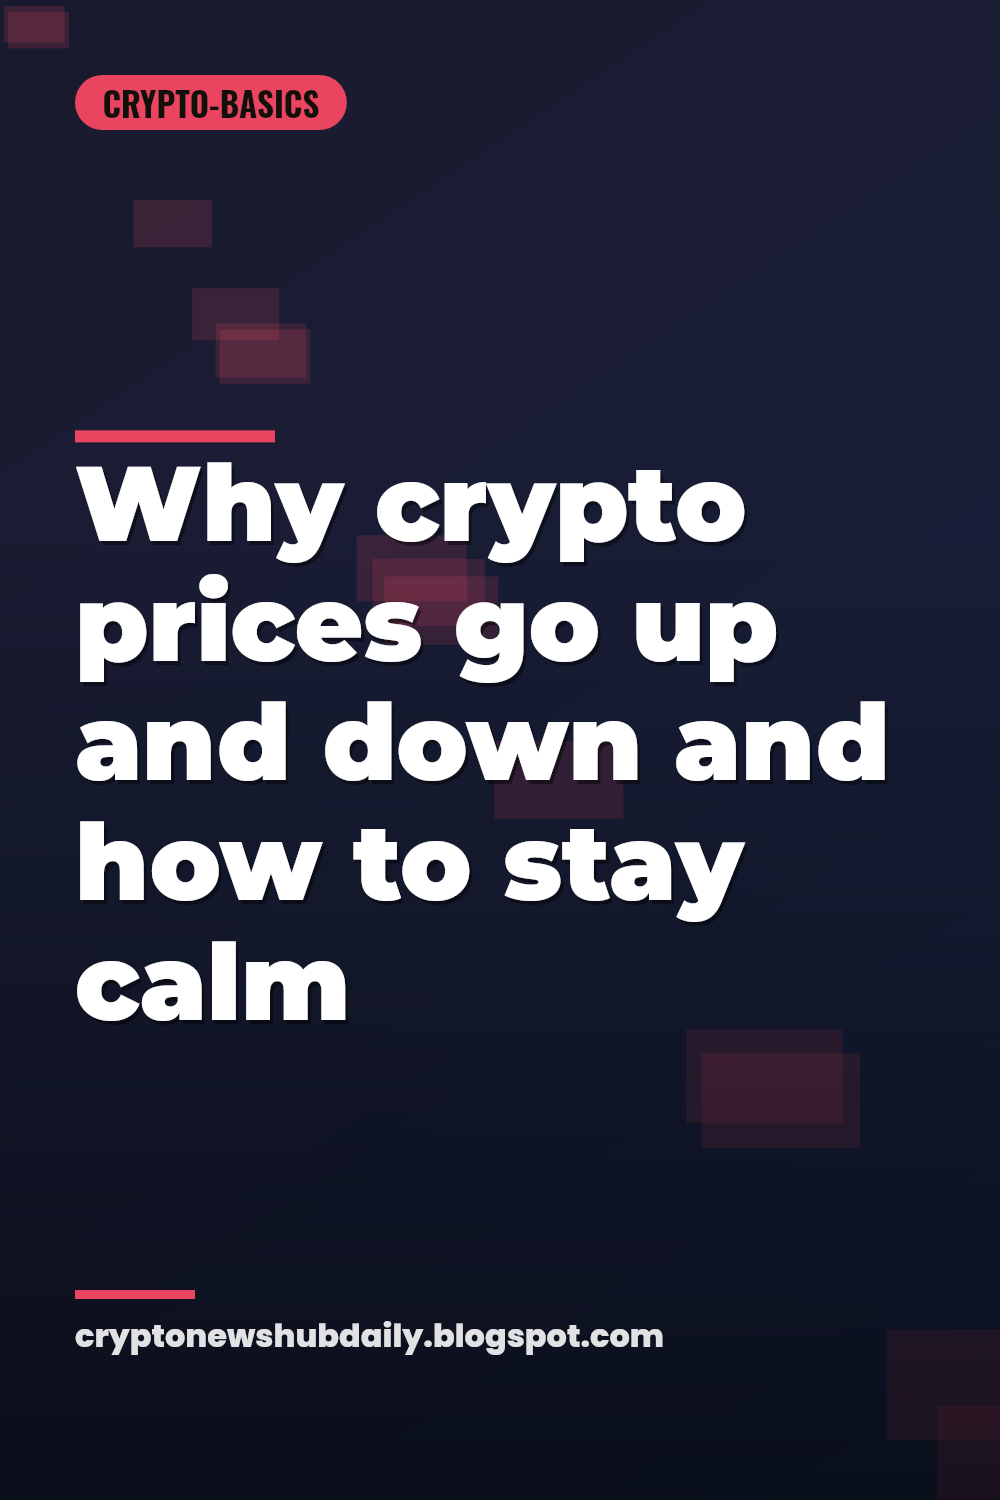 CRYPTO-BASICS
Why crypto
prices go up
and down and
how to stay
calm
cryptonewshubdaily.blogspot.com